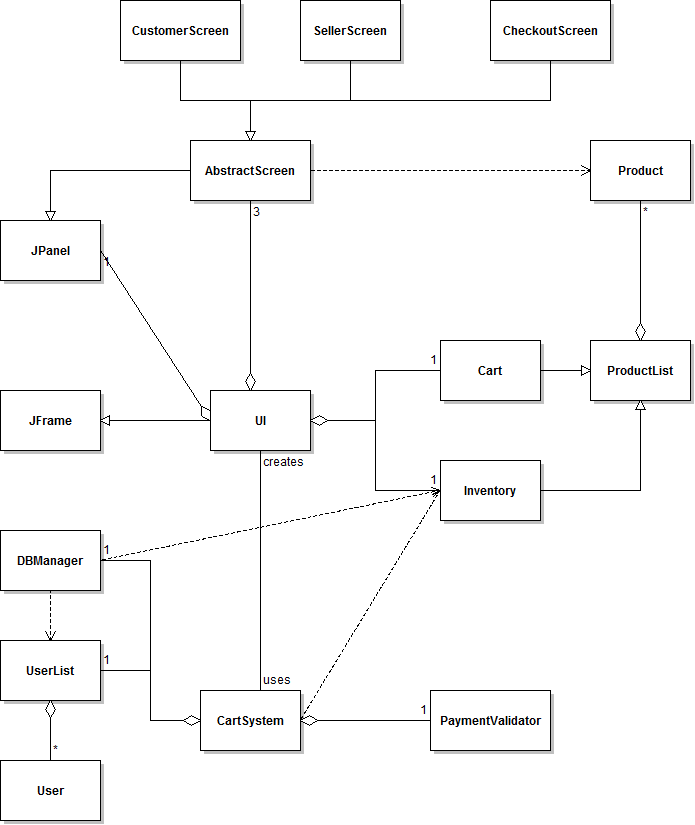 CustomerScreen
SellerScreen
CheckoutScreen
AbstractScreen
Product
3
*
JPanel
1
1
Cart
ProductList
JFrame
UI
creates
1
Inventory
DBManager
1
UserList
1
uses
CartSystem
1
PaymentValidator
*
User